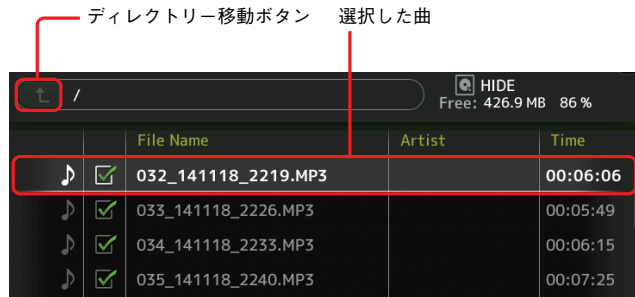 ディレクトリー移動ボタン 選択した曲
HIDE
/ Free: 426.9 MB 86 %
File Name Artist Time
032_141118_2219.MP3 00:06:06
033_141118_2226.MP3 00:05:49
034_141118_2233.MP3 00:06:15
035_141118_2240.MP3 00:07:25